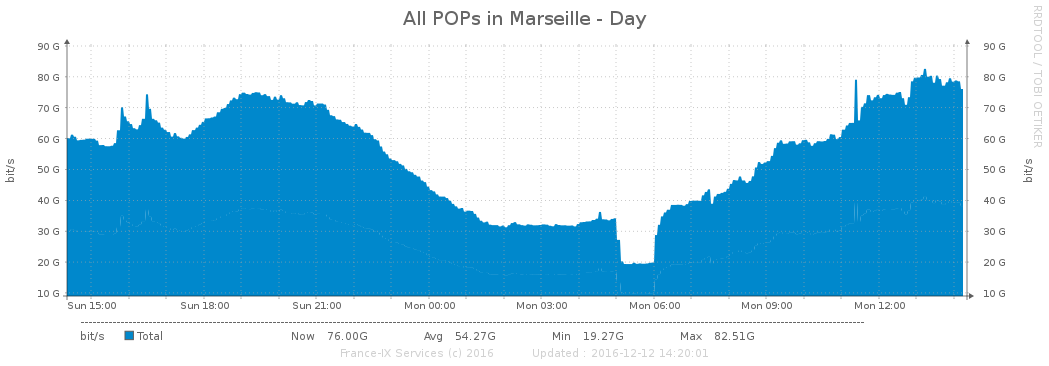 All POPs in Marseille - Day
RRDTOOL / TOBI OETIKER
90 G 90 G
80 G 80 G
70 G 70 G
60 G 60 G
50 G 50 G
40 G 40 G
30 G 30 G
20 G 20 G
10 G 10 G
bit/s bit/s
Sun 15:00 Sun 18:00 Sun 21:00 Mon 00:00 Mon 03:00 Mon 06:00 Mon 09:00 Mon 12:00
bit/s Total Now 76.00G Avg 54.27G Min 19.27G Max 82.51G
France-IX Services (c) 2016 Updated : 2016-12-12 14:20:01